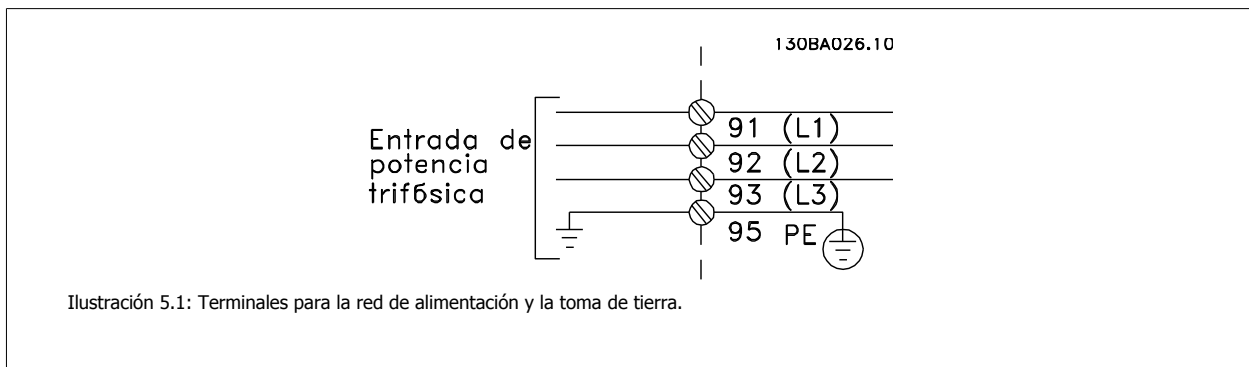 130BA026.10
Entrada de
potencia
trifósica
91 (L1)
92 (L2)
93 (L3)
95 PE
Ilustración 5.1: Terminales para la red de alimentación y la toma de tierra.